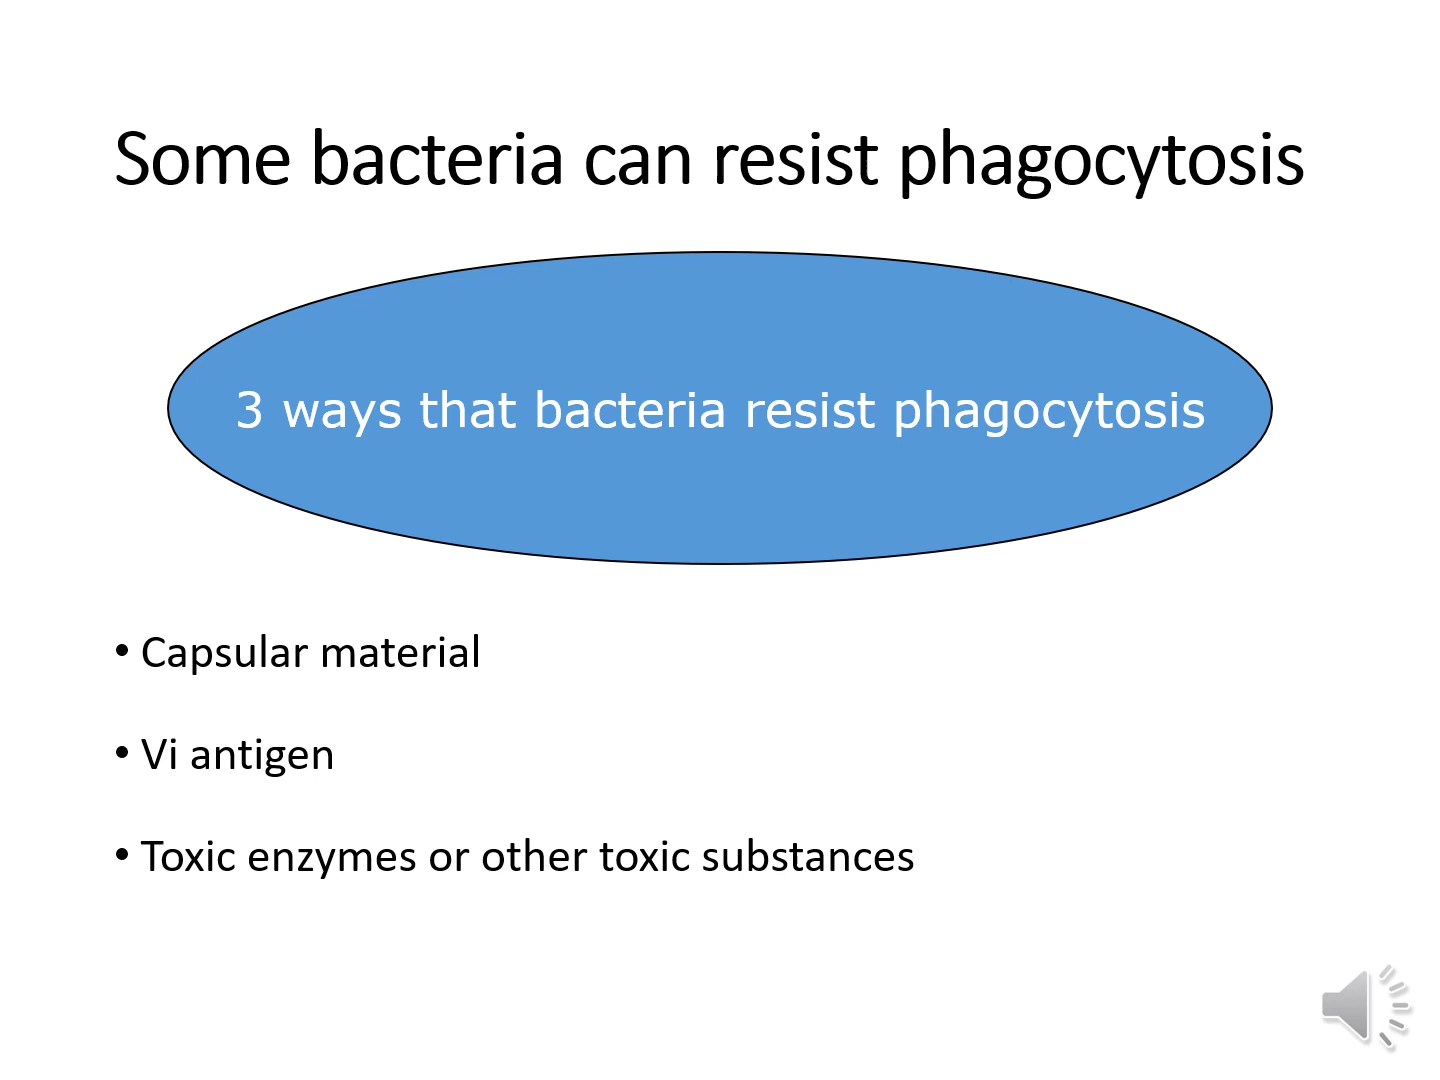 Some bacteria can resist phagocytosis
3 ways that bacteria resist phagocytosis
• Capsular material
• Vi antigen
• Toxic enzymes or other toxic substances